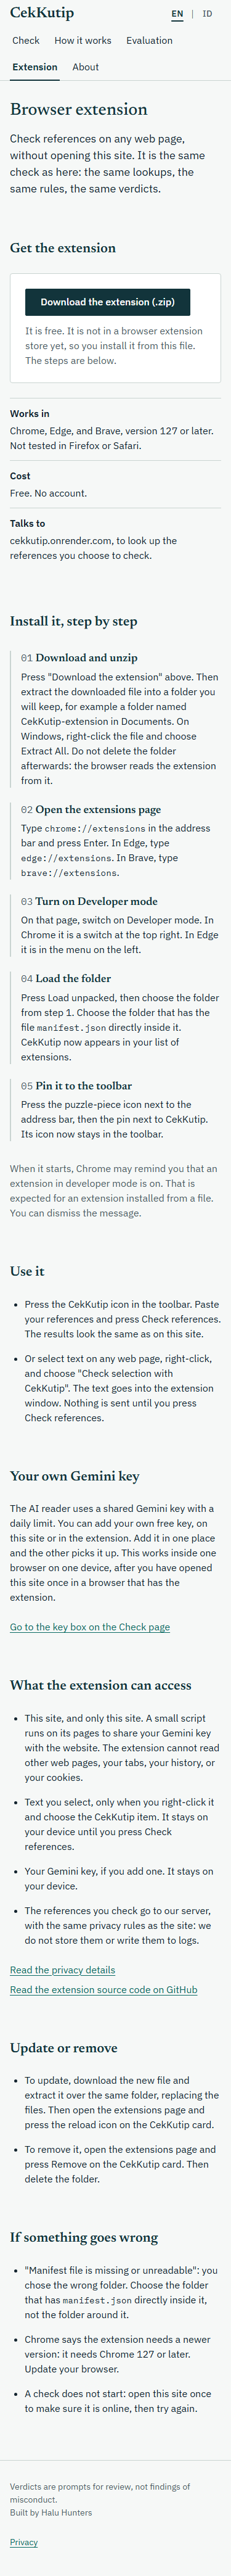 CekKutip
EN | ID
Check How it works Evaluation
Extension About
Browser extension
Check references on any web page,
without opening this site. It is the same
check as here: the same lookups, the
same rules, the same verdicts.
Get the extension
Download the extension (.zip)
It is free. It is not in a browser extension
store yet, so you install it from this file.
The steps are below.
Works in
Chrome, Edge, and Brave, version 127 or later.
Not tested in Firefox or Safari.
Cost
Free. No account.
Talks to
cekkutip.onrender.com, to look up the
references you choose to check.
Install it, step by step
01 Download and unzip
Press "Download the extension" above. Then
extract the downloaded file into a folder you
will keep, for example a folder named
CekKutip-extension in Documents. On
Windows, right-click the file and choose
Extract All. Do not delete the folder
afterwards: the browser reads the extension
from it.
02 Open the extensions page
Type chrome://extensions in the address
bar and press Enter. In Edge, type
edge://extensions. In Brave, type
brave://extensions.
03 Turn on Developer mode
On that page, switch on Developer mode. In
Chrome it is a switch at the top right. In Edge
it is in the menu on the left.
04 Load the folder
Press Load unpacked, then choose the folder
from step 1. Choose the folder that has the
file manifest.json directly inside it.
CekKutip now appears in your list of
extensions.
05 Pin it to the toolbar
Press the puzzle-piece icon next to the
address bar, then the pin next to CekKutip.
Its icon now stays in the toolbar.
When it starts, Chrome may remind you that an
extension in developer mode is on. That is
expected for an extension installed from a file.
You can dismiss the message.
Use it
• Press the CekKutip icon in the toolbar. Paste
your references and press Check references.
The results look the same as on this site.
• Or select text on any web page, right-click,
and choose "Check selection with
CekKutip". The text goes into the extension
window. Nothing is sent until you press
Check references.
Your own Gemini key
The AI reader uses a shared Gemini key with a
daily limit. You can add your own free key, on
this site or in the extension. Add it in one place
and the other picks it up. This works inside one
browser on one device, after you have opened
this site once in a browser that has the
extension.
Go to the key box on the Check page
What the extension can access
• This site, and only this site. A small script
runs on its pages to share your Gemini key
with the website. The extension cannot read
other web pages, your tabs, your history, or
your cookies.
• Text you select, only when you right-click it
and choose the CekKutip item. It stays on
your device until you press Check
references.
• Your Gemini key, if you add one. It stays on
your device.
• The references you check go to our server,
with the same privacy rules as the site: we
do not store them or write them to logs.
Read the privacy details
Read the extension source code on GitHub
Update or remove
• To update, download the new file and
extract it over the same folder, replacing the
files. Then open the extensions page and
press the reload icon on the CekKutip card.
• To remove it, open the extensions page and
press Remove on the CekKutip card. Then
delete the folder.
If something goes wrong
• "Manifest file is missing or unreadable": you
chose the wrong folder. Choose the folder
that has manifest.json directly inside it,
not the folder around it.
• Chrome says the extension needs a newer
version: it needs Chrome 127 or later.
Update your browser.
• A check does not start: open this site once
to make sure it is online, then try again.
Verdicts are prompts for review, not findings of
misconduct.
Built by Halu Hunters
Privacy